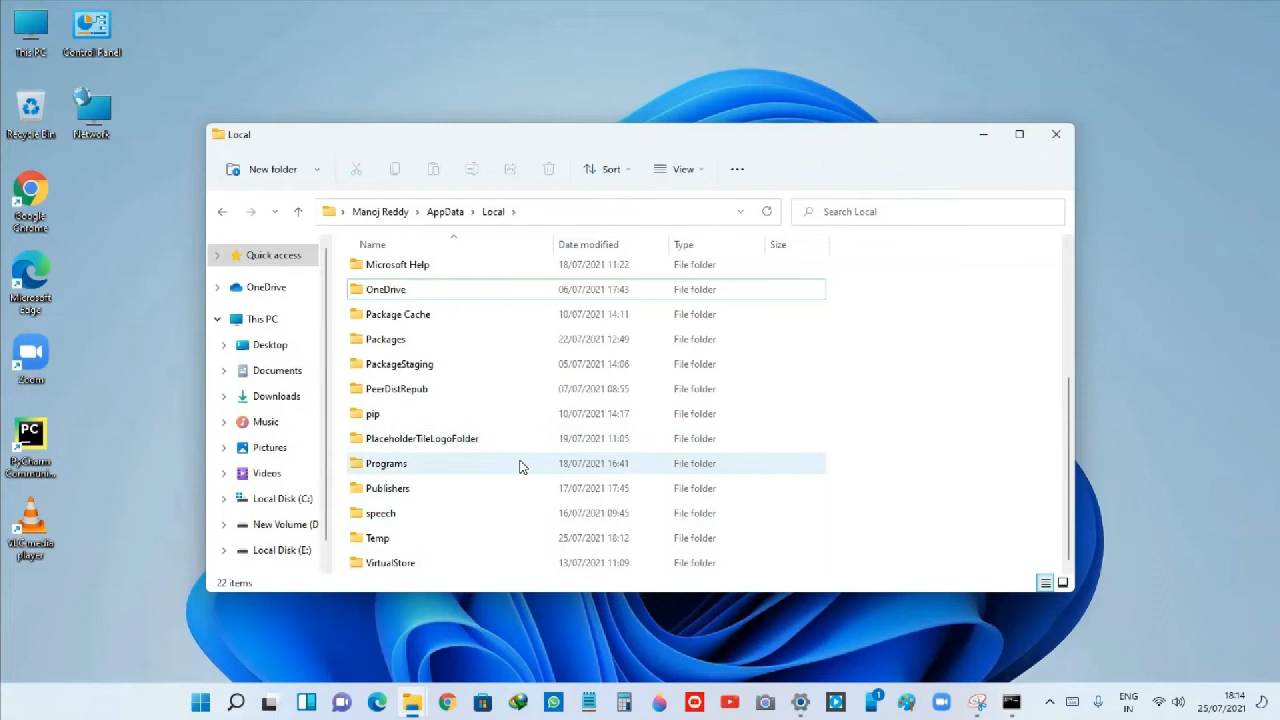 This PC
Control Panel
Recycle Bin
Network
Google
Chrome
Microsoft
Edge
Zoom
PC
PyCharm
Communi...
VLC media
player
Local
New folder
Sort
View
Manoj Reddy
AppData
Local
Search Local
Quick access
OneDrive
This PC
Desktop
Documents
Downloads
Music
Pictures
Videos
Local Disk (C:)
New Volume (D
Local Disk (E:)
Name Date modified Type Size
Microsoft Help 18/07/2021 11:22 File folder
OneDrive 06/07/2021 17:43 File folder
Package Cache 10/07/2021 14:11 File folder
Packages 22/07/2021 12:49 File folder
PackageStaging 05/07/2021 14:06 File folder
PeerDistRepub 07/07/2021 08:55 File folder
pip 10/07/2021 14:17 File folder
PlaceholderTileLogoFolder 19/07/2021 11:05 File folder
Programs 18/07/2021 16:41 File folder
Publishers 17/07/2021 17:45 File folder
speech 16/07/2021 09:45 File folder
Temp 25/07/2021 18:12 File folder
VirtualStore 13/07/2021 11:09 File folder
22 items
1
ENG
IN
18:14
25/07/2021